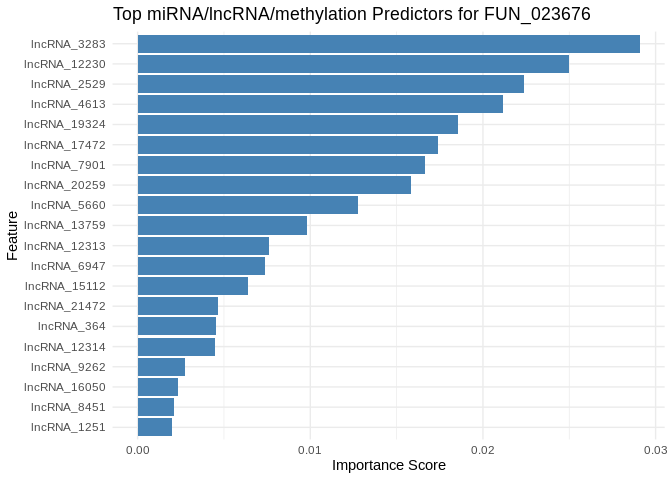 Top miRNA/lncRNA/methylation Predictors for FUN_023676
Feature
lncRNA_3283
lncRNA_12230
lncRNA_2529
lncRNA_4613
lncRNA_19324
lncRNA_17472
lncRNA_7901
lncRNA_20259
lncRNA_5660
lncRNA_13759
lncRNA_12313
lncRNA_6947
lncRNA_15112
lncRNA_21472
lncRNA_364
lncRNA_12314
lncRNA_9262
lncRNA_16050
lncRNA_8451
lncRNA_1251
0.00 0.01 0.02 0.03
Importance Score